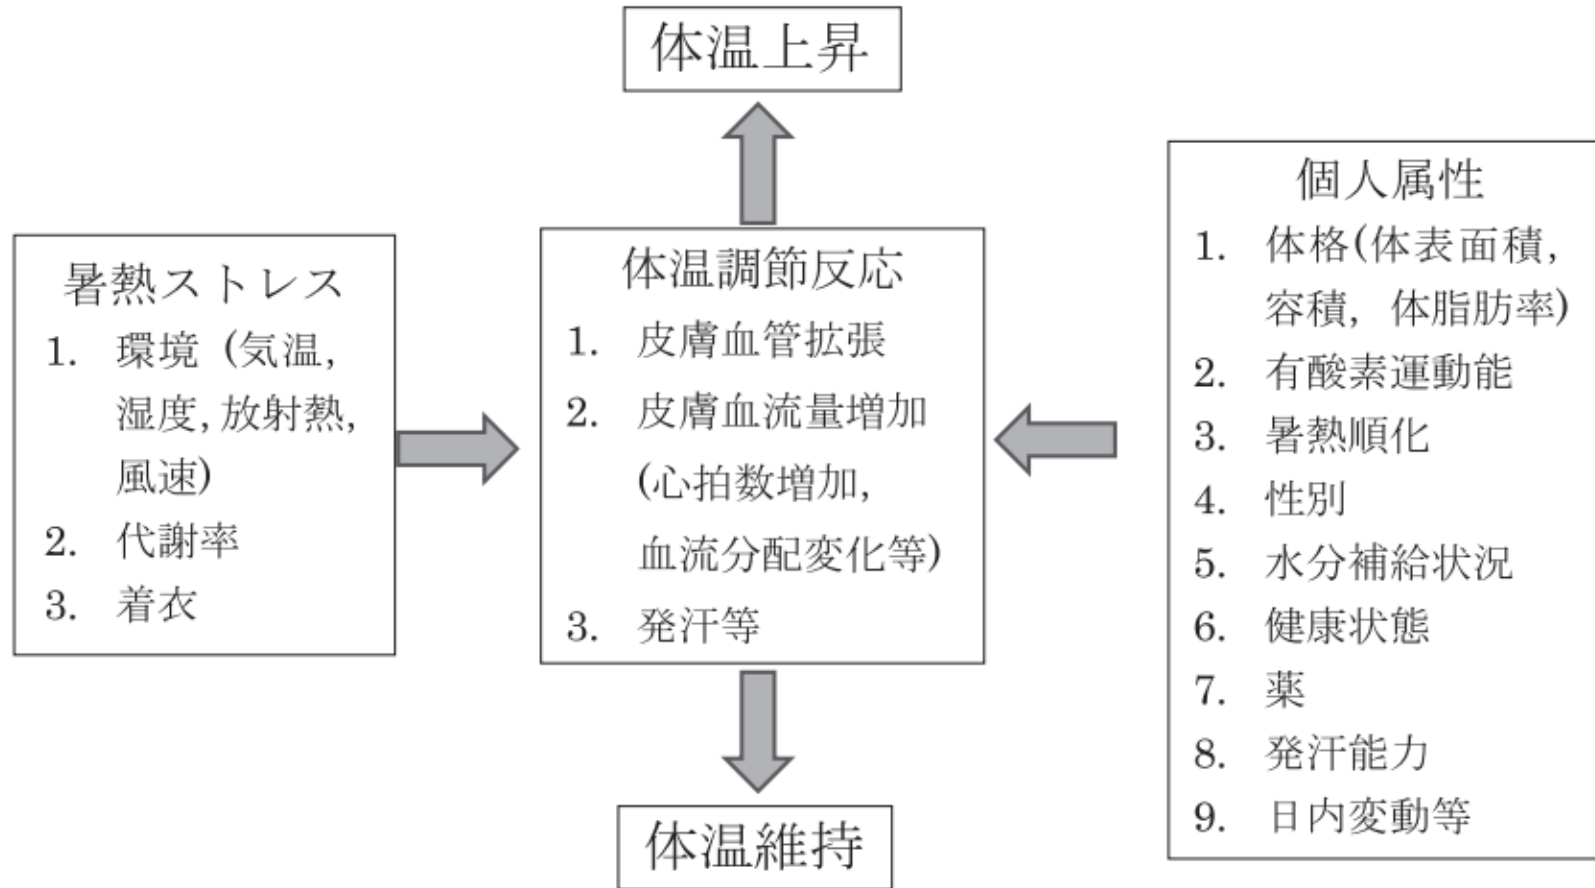 体温上昇
暑熱ストレス
1. 環境 (気温,
湿度, 放射熱,
風速)
2. 代謝率
3. 着衣
体温調節反応
1. 皮膚血管拡張
2. 皮膚血流量増加
(心拍数増加,
血流分配変化等)
3. 発汗等
個人属性
1. 体格(体表面積,
容積, 体脂肪率)
2. 有酸素運動能
3. 暑熱順化
4. 性別
5. 水分補給状況
6. 健康状態
7. 薬
8. 発汗能力
9. 日内変動等
体温維持